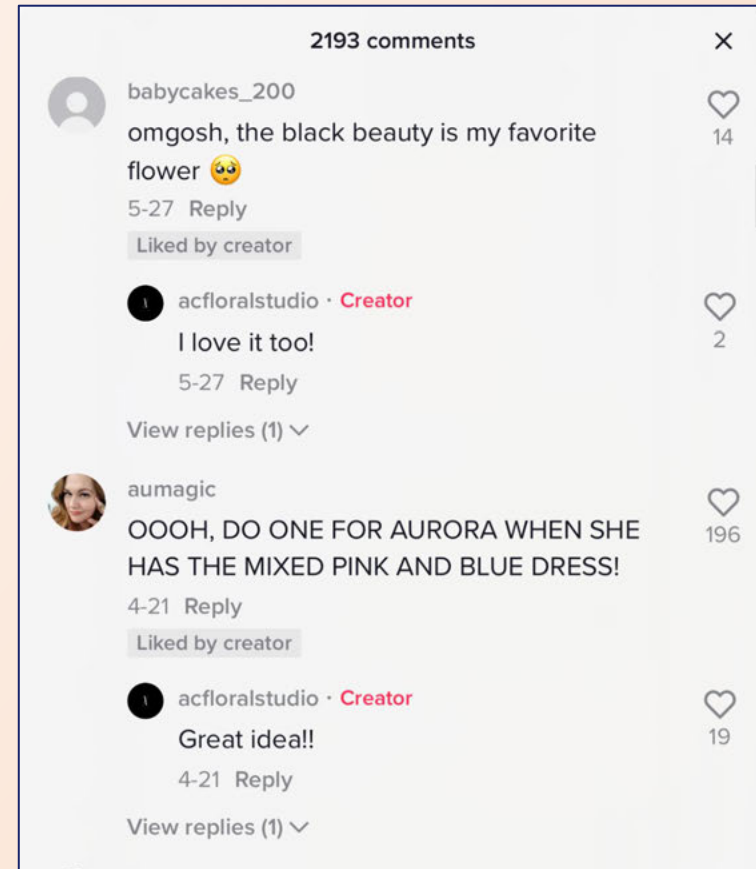 2193 comments
babycakes_200
omgosh, the black beauty is my favorite
flower 🥺
14
5-27 Reply
Liked by creator
acfloralstudio · Creator
I love it too!
2
5-27 Reply
View replies (1)
aumagic
OOOH, DO ONE FOR AURORA WHEN SHE
HAS THE MIXED PINK AND BLUE DRESS!
196
4-21 Reply
Liked by creator
acfloralstudio · Creator
Great idea!!
19
4-21 Reply
View replies (1)